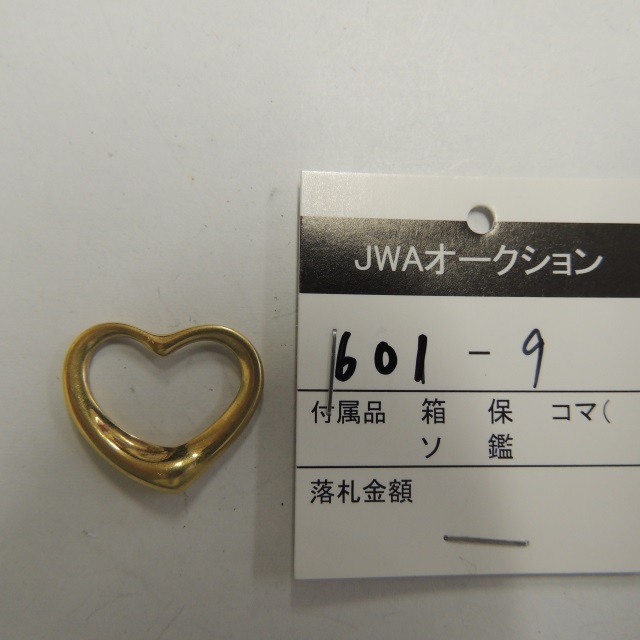 JWAオークション
601-9
付属品 箱 保 コマ(
ソ 鑑
落札金額